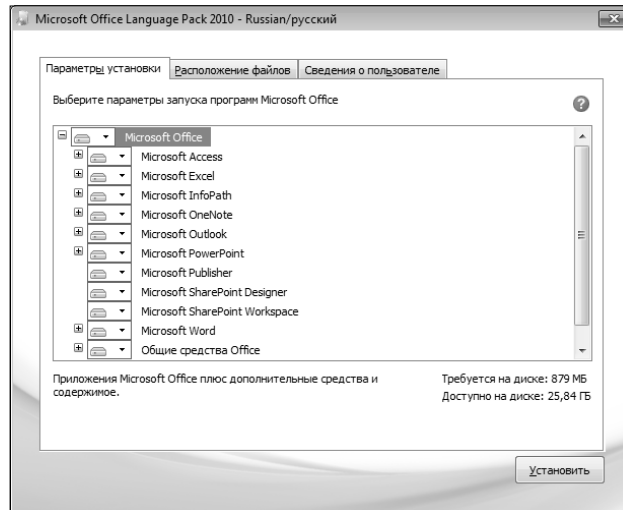 Microsoft Office Language Pack 2010 - Russian/русский
Параметры установки Расположение файлов Сведения о пользователе
Выберите параметры запуска программ Microsoft Office
Microsoft Office
Microsoft Access
Microsoft Excel
Microsoft InfoPath
Microsoft OneNote
Microsoft Outlook
Microsoft PowerPoint
Microsoft Publisher
Microsoft SharePoint Designer
Microsoft SharePoint Workspace
Microsoft Word
Общие средства Office
Приложения Microsoft Office плюс дополнительные средства и
содержимое.
Требуется на диске: 879 МБ
Доступно на диске: 25,84 ГБ
Установить